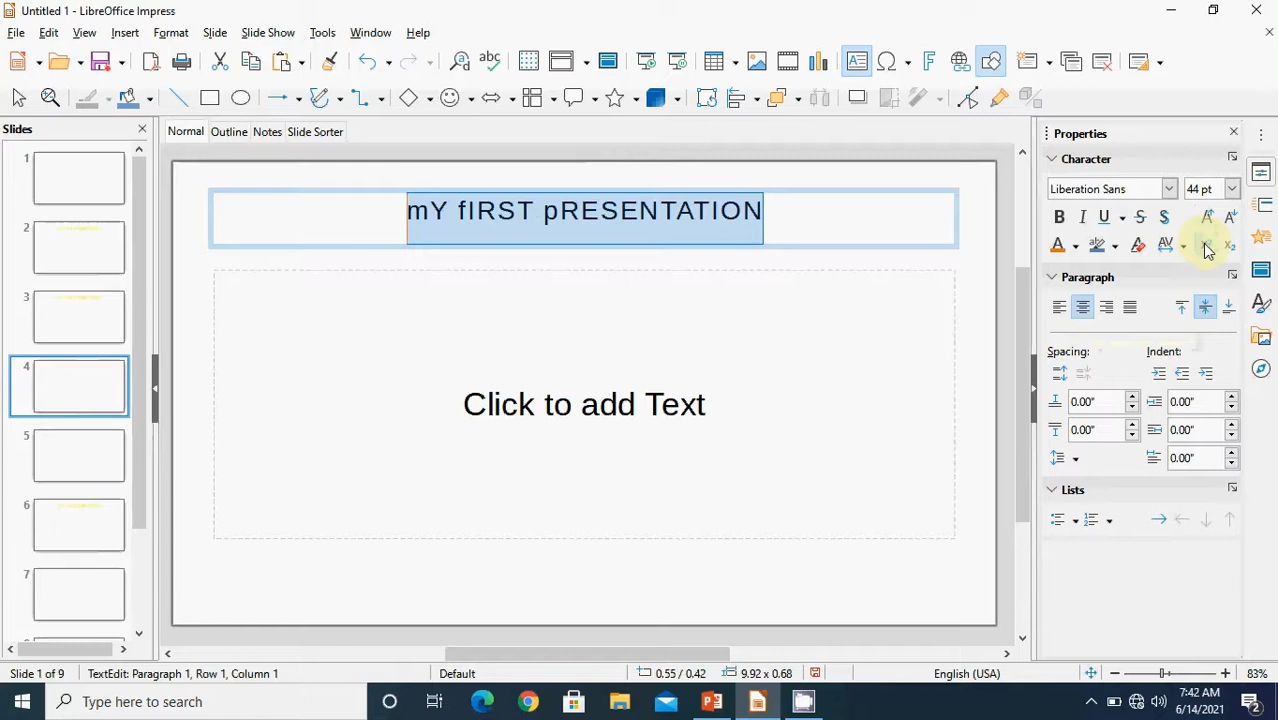 Untitled 1 - LibreOffice Impress
File Edit View Insert Format Slide Slide Show Tools Window Help
Slides
Normal Outline Notes Slide Sorter
Properties
Character
Liberation Sans 44 pt
Paragraph
Spacing: Indent:
0.00" 0.00"
0.00" 0.00"
0.00"
Lists
1
2
3
4
5
6
7
mY fIRST pRESENTATION
Click to add Text
Slide 1 of 9 TextEdit: Paragraph 1, Row 1, Column 1 Default 0.55 / 0.42 9.92 x 0.68 English (USA) 83%
Type here to search
7:42 AM
6/14/2021
2